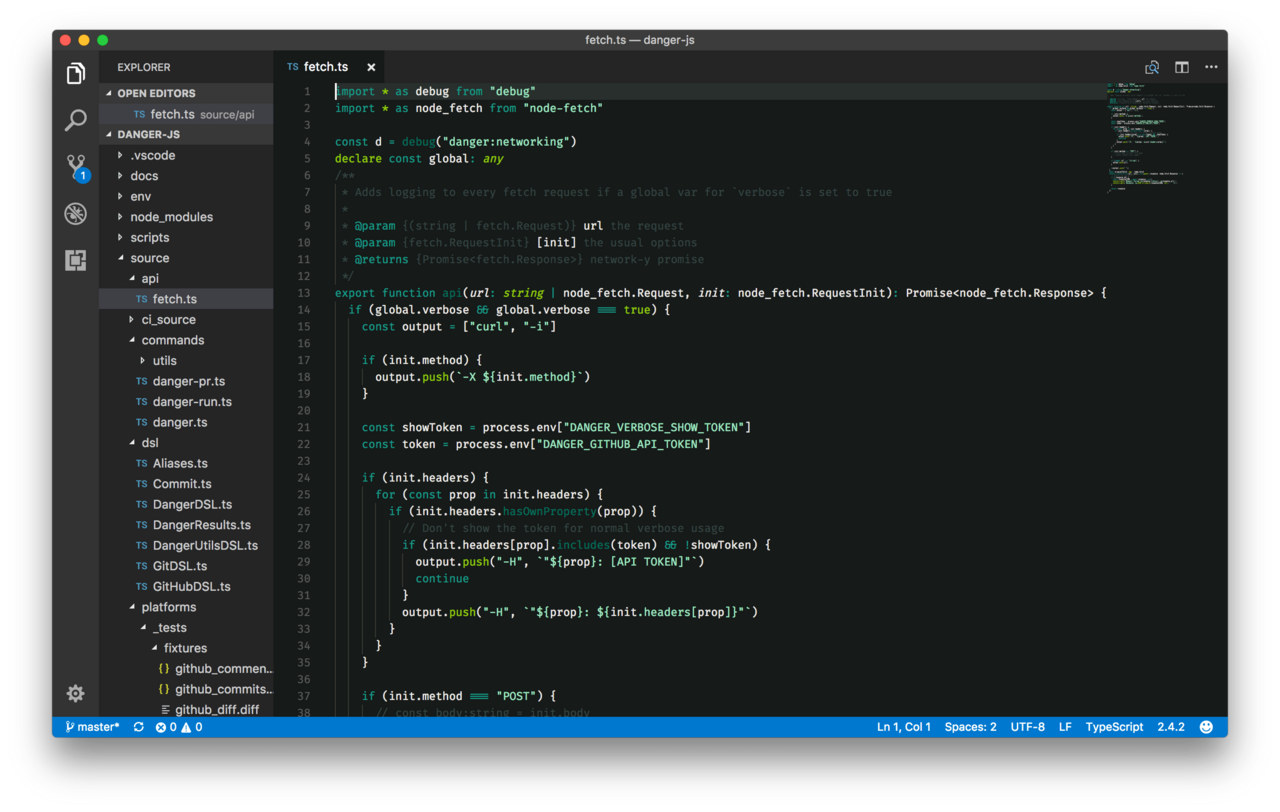 fetch.ts — danger-js
EXPLORER
OPEN EDITORS
TS fetch.ts source/api
DANGER-JS
.vscode
docs
env
node_modules
scripts
source
api
TS fetch.ts
ci_source
commands
utils
TS danger-pr.ts
TS danger-run.ts
TS danger.ts
dsl
TS Aliases.ts
TS Commit.ts
TS DangerDSL.ts
TS DangerResults.ts
TS DangerUtilsDSL.ts
TS GitDSL.ts
TS GitHubDSL.ts
platforms
_tests
fixtures
{} github_commen...
{} github_commits...
github_diff.diff
1
TS fetch.ts ×
1 import * as debug from "debug"
2 import * as node_fetch from "node-fetch"
3
4 const d = debug("danger:networking")
5 declare const global: any
6 /**
7 * Adds logging to every fetch request if a global var for `verbose` is set to true
8 *
9 * @param {(string | fetch.Request)} url the request
10 * @param {fetch.RequestInit} [init] the usual options
11 * @returns {Promise<fetch.Response>} network-y promise
12 */
13 export function api(url: string | node_fetch.Request, init: node_fetch.RequestInit): Promise<node_fetch.Response> {
14 if (global.verbose && global.verbose === true) {
15 const output = ["curl", "-i"]
16
17 if (init.method) {
18 output.push(`-X ${init.method}`)
19 }
20
21 const showToken = process.env["DANGER_VERBOSE_SHOW_TOKEN"]
22 const token = process.env["DANGER_GITHUB_API_TOKEN"]
23
24 if (init.headers) {
25 for (const prop in init.headers) {
26 if (init.headers.hasOwnProperty(prop)) {
27 // Don't show the token for normal verbose usage
28 if (init.headers[prop].includes(token) && !showToken) {
29 output.push("-H", `"${prop}: [API TOKEN]"`)
30 continue
31 }
32 output.push("-H", `"${prop}: ${init.headers[prop]}"`)
33 }
34 }
35 }
36
37 if (init.method === "POST") {
38 // const body:string = init.body
master* 0 0
Ln 1, Col 1 Spaces: 2 UTF-8 LF TypeScript 2.4.2